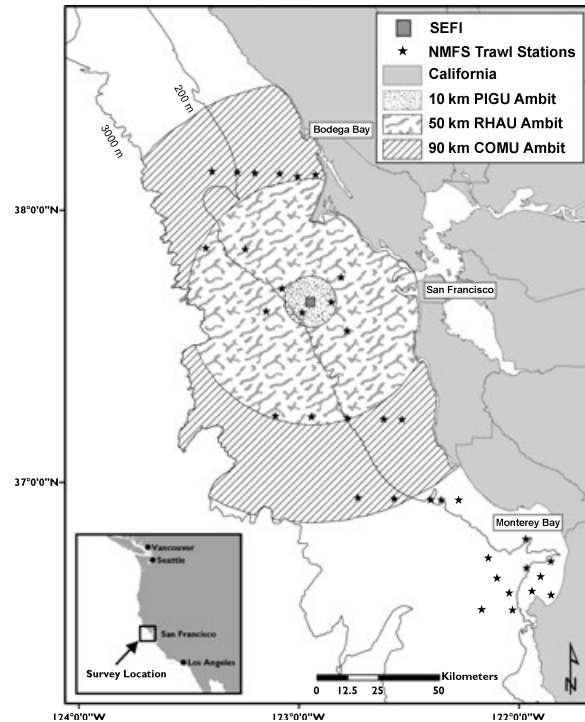 SEFI
NMFS Trawl Stations
California
10 km PIGU Ambit
50 km RHAU Ambit
90 km COMU Ambit
200 m
3000 m
Bodega Bay
38°0'0"N
San Francisco
37°0'0"N
Monterey Bay
Vancouver
Seattle
San Francisco
Survey Location
Los Angeles
Kilometers
0 12.5 25 50
N
124°0'0"W 123°0'0"W 122°0'0"W